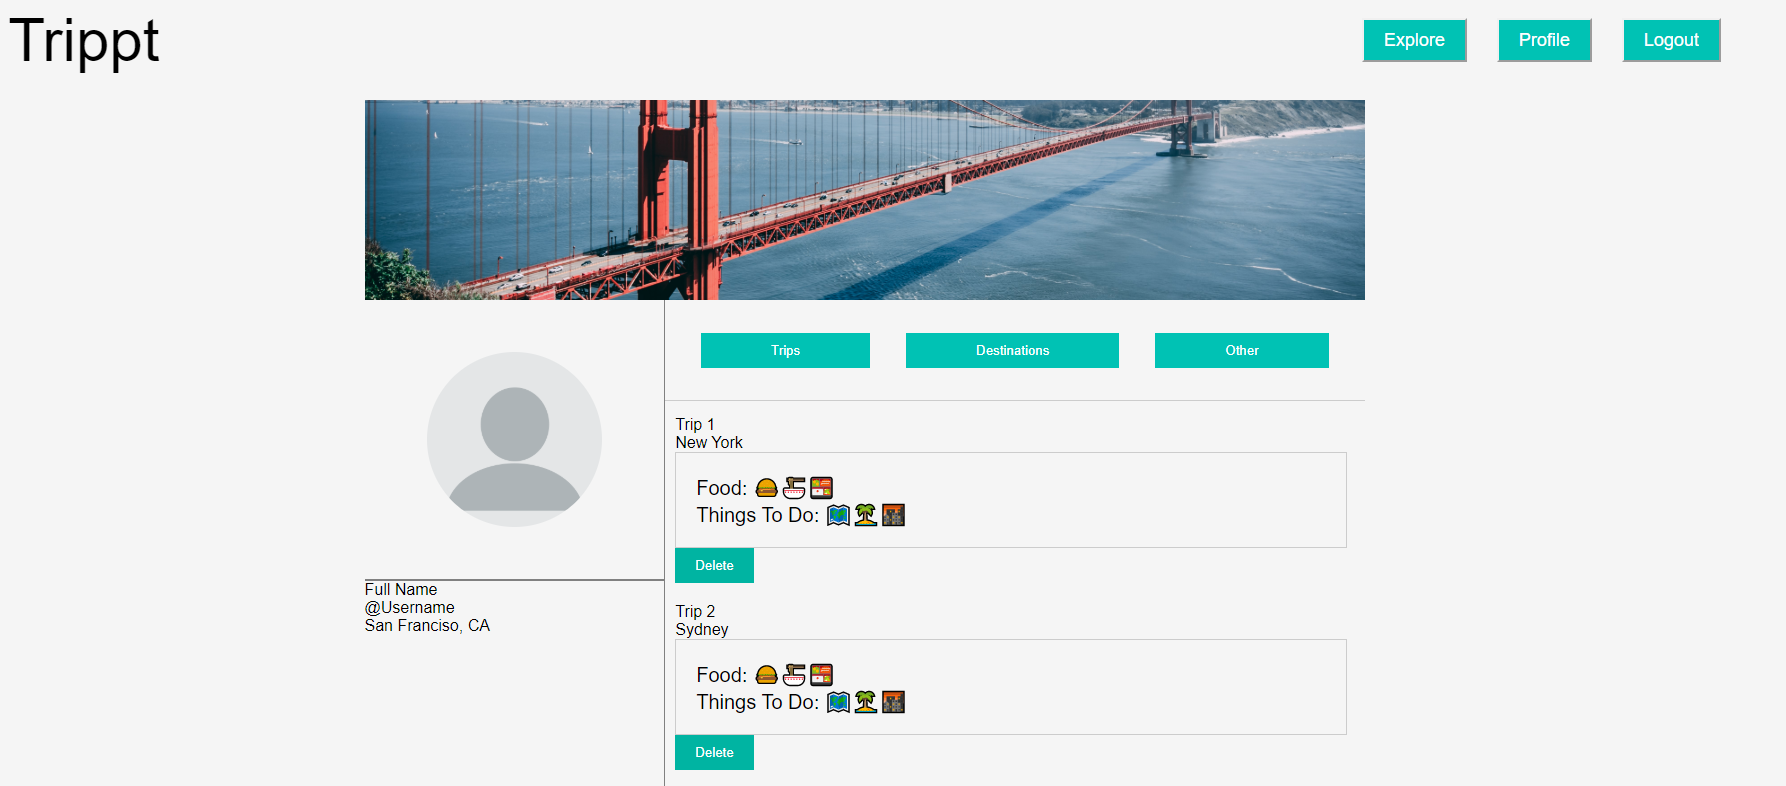 Trippt
Explore Profile Logout
Trips Destinations Other
Trip 1
New York
Food:
Things To Do:
Delete
Trip 2
Sydney
Food:
Things To Do:
Delete
Full Name
@Username
San Franciso, CA